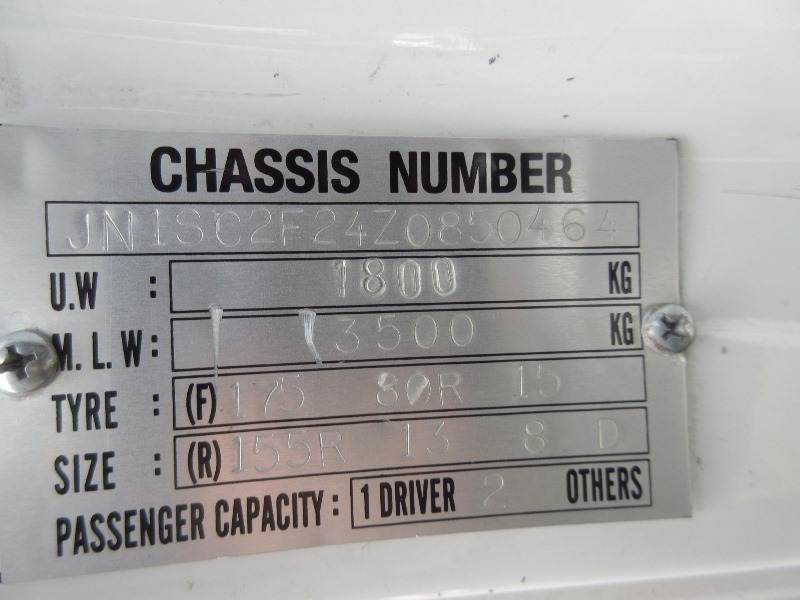 CHASSIS NUMBER
JN1SC2F24Z0850464
U.W : 1800 KG
M. L. W: 3500 KG
TYRE : (F) 175 80R 15
SIZE : (R) 155R 13 8 D
PASSENGER CAPACITY : 1 DRIVER 2 OTHERS